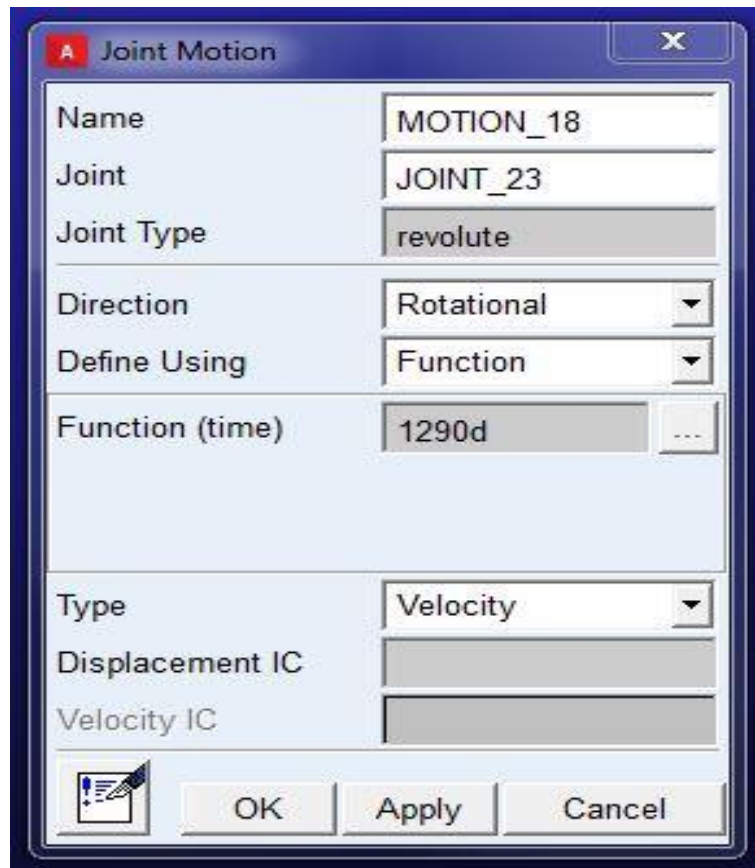 A Joint Motion X
Name MOTION_18
Joint JOINT_23
Joint Type revolute
Direction Rotational
Define Using Function
Function (time) 1290d ...
Type Velocity
Displacement IC
Velocity IC
OK Apply Cancel